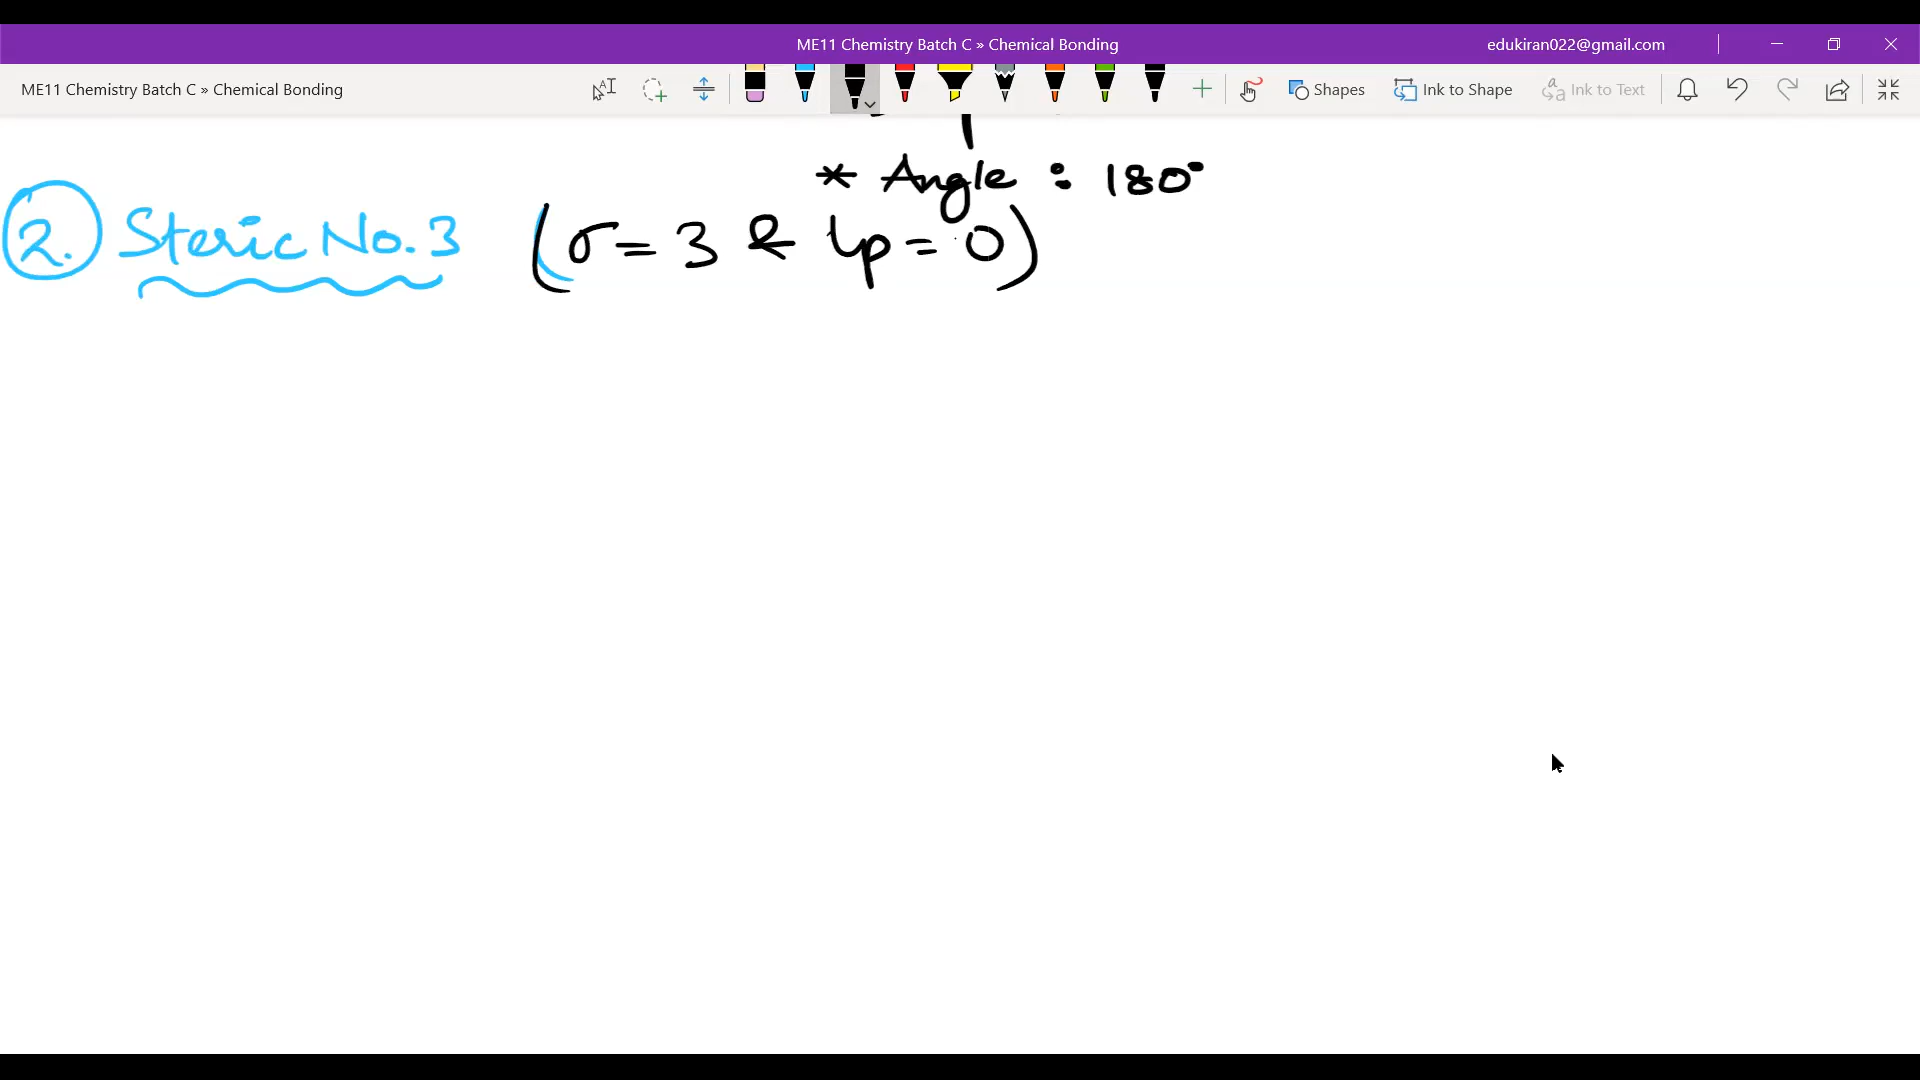 ME11 Chemistry Batch C » Chemical Bonding
edukiran022@gmail.com
ME11 Chemistry Batch C » Chemical Bonding
Shapes
Ink to Shape
Ink to Text
* Angle : 180°
2. Steric No. 3 (σ = 3 & lp = 0)